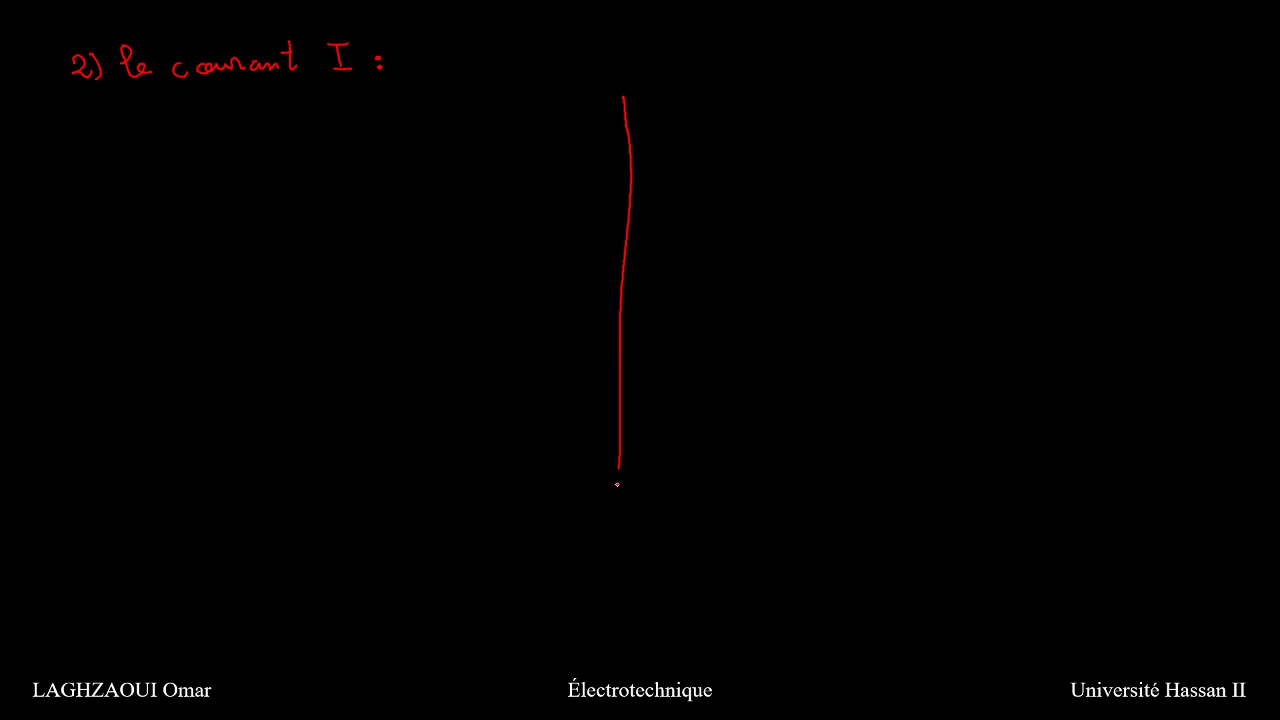 2) le courant I :
LAGHZAOUI Omar
Électrotechnique
Université Hassan II